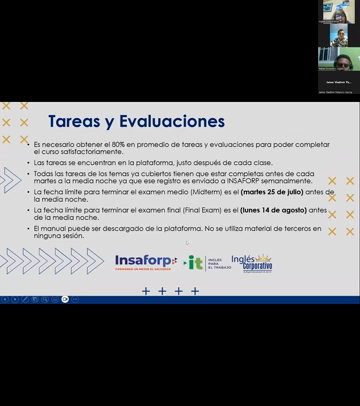 Tareas y Evaluaciones
• Es necesario obtener el 80% en promedio de tareas y evaluaciones para poder completar
el curso satisfactoriamente.
• Las tareas se encuentran en la plataforma, justo después de cada clase.
• Todas las tareas de los temas ya cubiertos tienen que estar completas antes de cada
martes a la media noche ya que ese registro es enviado a INSAFORP semanalmente.
• La fecha límite para terminar el examen medio (Midterm) es el (martes 25 de julio) antes de
la media noche.
• La fecha límite para terminar el examen final (Final Exam) es el (lunes 14 de agosto) antes
de la media noche.
• El manual puede ser descargado de la plataforma. No se utiliza material de terceros en
ninguna sesión.
Insaforp
it INGLÉS PARA EL TRABAJO
Inglés Corporativo